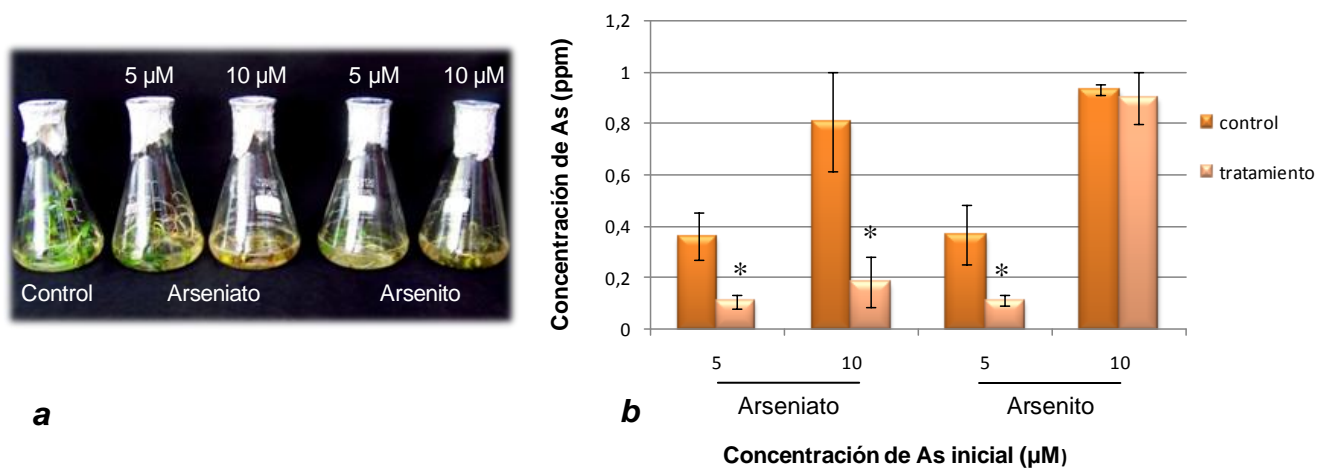 5 µM 10 µM 5 µM 10 µM
Control Arseniato Arsenito
a
Concentración de As (ppm)
1,2
1
0,8
0,6
0,4
0,2
0
* * *
5 10 5 10
Arseniato Arsenito
Concentración de As inicial (µM)
control
tratamiento
b